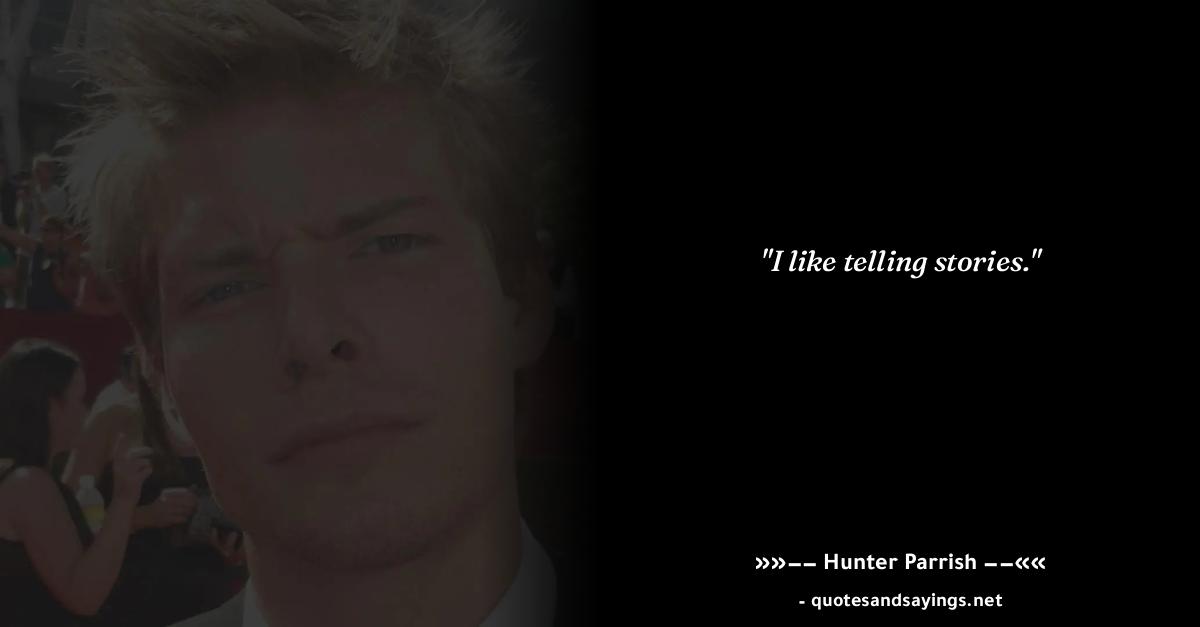 "I like telling stories."
»»–– Hunter Parrish ––««
- quotesandsayings.net